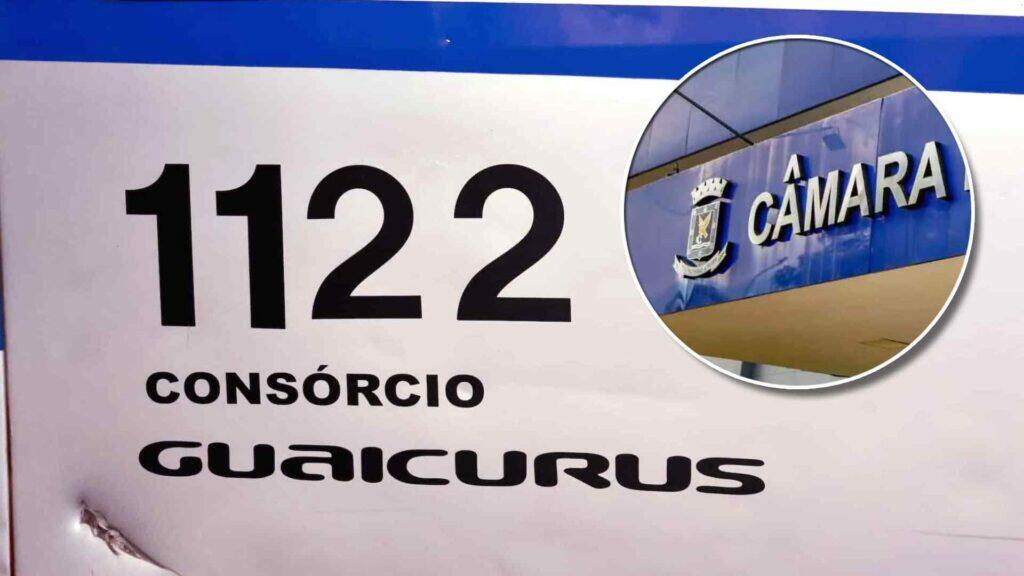 1122
CONSÓRCIO
GUAICURUS
CÂMARA